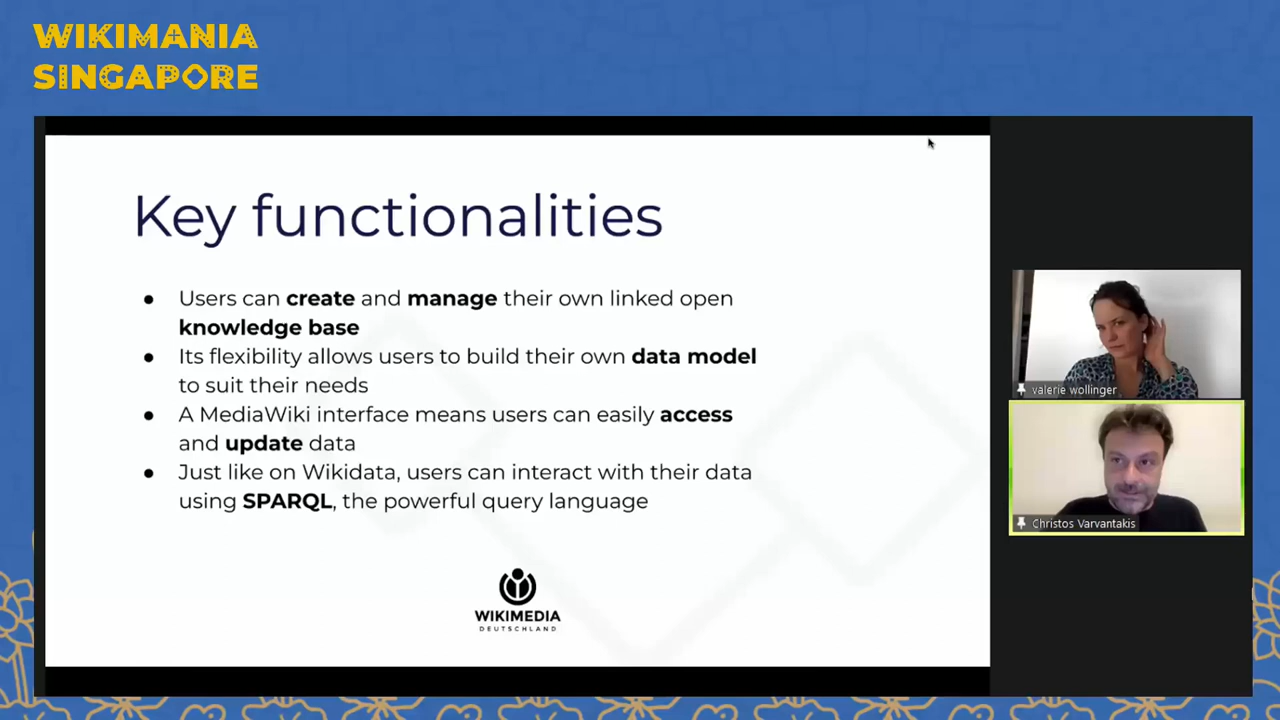 WIKIMANIA
SINGAPORE
Key functionalities
● Users can create and manage their own linked open
knowledge base
● Its flexibility allows users to build their own data model
to suit their needs
● A MediaWiki interface means users can easily access
and update data
● Just like on Wikidata, users can interact with their data
using SPARQL, the powerful query language
WIKIMEDIA
DEUTSCHLAND
valerie wollinger
Christos Varvantakis